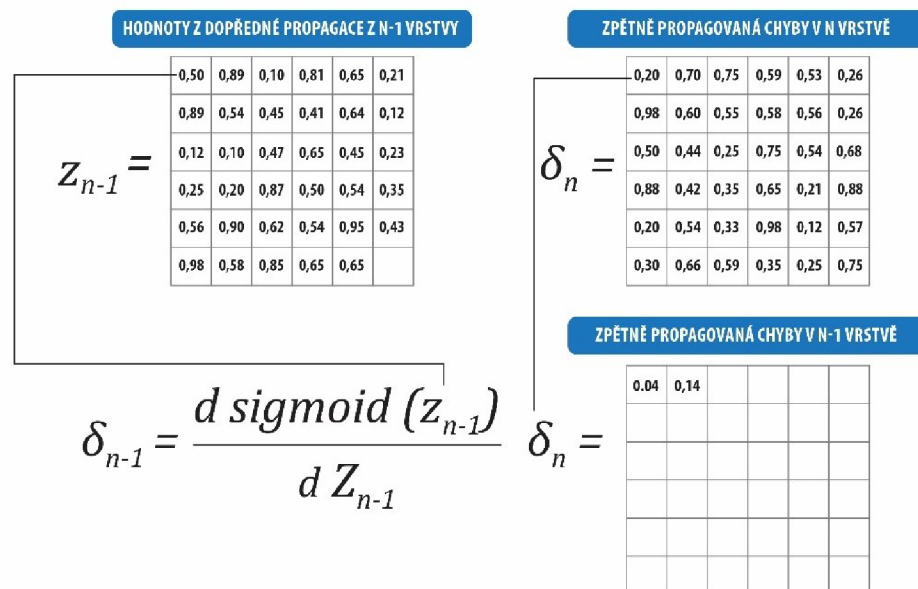 HODNOTY Z DOPŘEDNÉ PROPAGACE Z N-1 VRSTVY
0,50 0,89 0,10 0,81 0,65 0,21
0,89 0,54 0,45 0,41 0,64 0,12
0,12 0,10 0,47 0,65 0,45 0,23
0,25 0,20 0,87 0,50 0,54 0,35
0,56 0,90 0,62 0,54 0,95 0,43
0,98 0,58 0,85 0,65 0,65
z_{n-1} =
ZPĚTNĚ PROPAGOVANÁ CHYBY V N VRSTVĚ
0,20 0,70 0,75 0,59 0,53 0,26
0,98 0,60 0,55 0,58 0,56 0,26
0,50 0,44 0,25 0,75 0,54 0,68
0,88 0,42 0,35 0,65 0,21 0,88
0,20 0,54 0,33 0,98 0,12 0,57
0,30 0,66 0,59 0,35 0,25 0,75
δ_n =
ZPĚTNĚ PROPAGOVANÁ CHYBY V N-1 VRSTVĚ
0.04 0,14
δ_{n-1} = d sigmoid (z_{n-1}) δ_n =
d Z_{n-1}